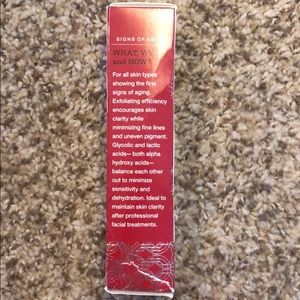 SIGNS OF
WHAT,
and HOW?
For all skin types
showing the first
signs of aging
Exfoliating efficiency
encourages skin
clarity while
minimizing fine lines
and uneven pigment.
Glycolic and lactic
acids— both alpha
hydroxy acids—
balance each other
out to minimize
sensitivity and
dehydration. Ideal to
maintain skin clarity
after professional
facial treatments.